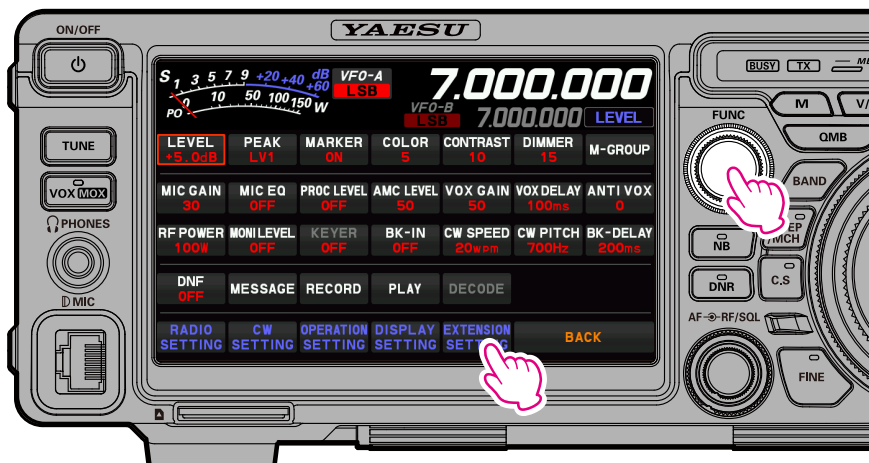 ON/OFF
YAESU
TUNE
VOX MOX
PHONES
MIC
S 1 3 5 7 9 +20 +40 +60 dB
PO 0 10 50 100 150 W
VFO-A
LSB
7.000.000
VFO-B
LSB
7.000.000
LEVEL
LEVEL PEAK MARKER COLOR CONTRAST DIMMER M-GROUP
+5.0dB LV1 ON 5 10 15
MIC GAIN MIC EQ PROC LEVEL AMC LEVEL VOX GAIN VOX DELAY ANTI VOX
30 OFF OFF 50 50 100ms 0
RF POWER MONI LEVEL KEYER BK-IN CW SPEED CW PITCH BK-DELAY
100W OFF OFF OFF 20wpm 700Hz 200ms
DNF MESSAGE RECORD PLAY DECODE
OFF
RADIO CW OPERATION DISPLAY EXTENSION BACK
SETTING SETTING SETTING SETTING
BUSY TX
FUNC
M
V/
QMB
BAND
/MCH
NB
DNR
C.S
AF RF/SQL
FINE